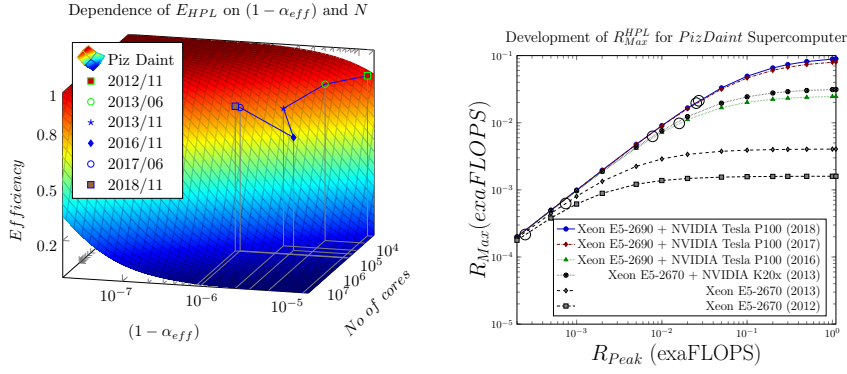 Dependence of E_HPL on (1 − α_eff) and N
Piz Daint
2012/11
2013/06
2013/11
2016/11
2017/06
2018/11
1
0.8
0.5
0.2
Efficiency
10^-7
10^-6
10^-5
(1 − α_eff)
10^7
10^6
10^5
10^4
No of cores
Development of R_Max^HPL for PizDaint Supercomputer
10^-1
10^-2
10^-3
10^-4
10^-5
R_Max(exaFLOPS)
Xeon E5-2690 + NVIDIA Tesla P100 (2018)
Xeon E5-2690 + NVIDIA Tesla P100 (2017)
Xeon E5-2690 + NVIDIA Tesla P100 (2016)
Xeon E5-2670 + NVIDIA K20x (2013)
Xeon E5-2670 (2013)
Xeon E5-2670 (2012)
10^-3
10^-2
10^-1
10^0
R_Peak (exaFLOPS)